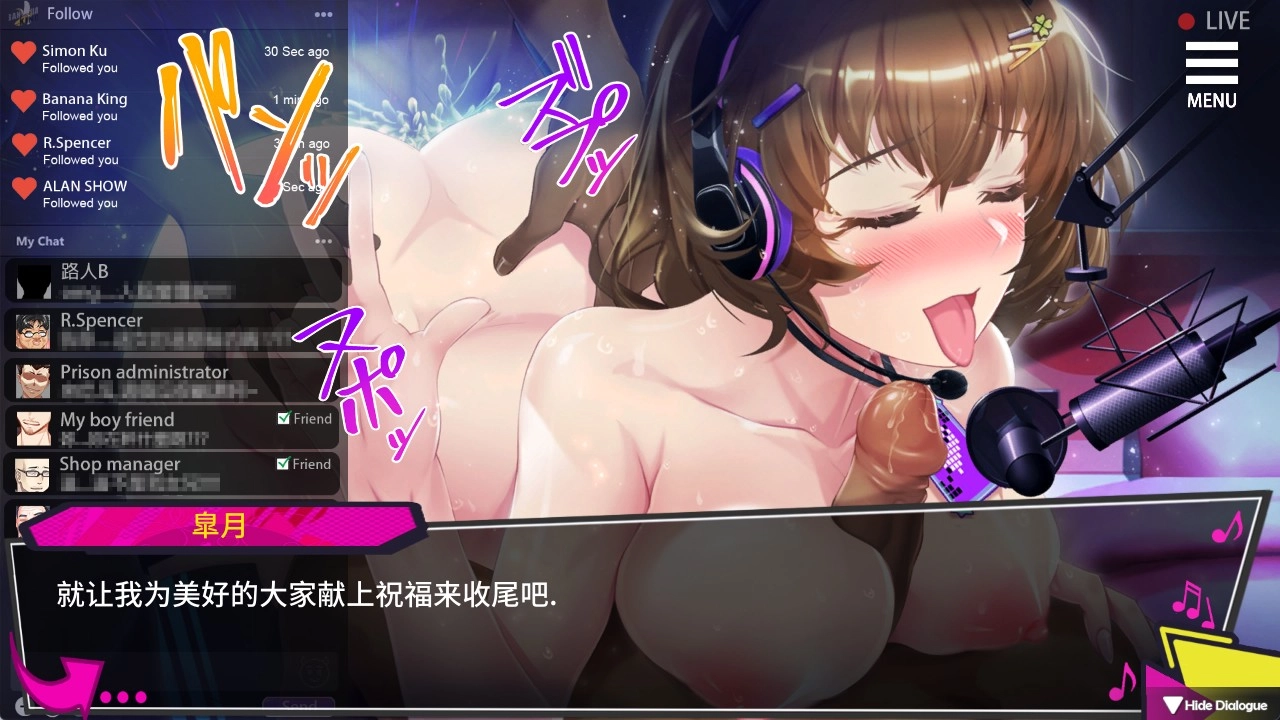 Follow
Simon Ku
30 Sec ago
Followed you
Banana King
Followed you
R.Spencer
Followed you
ALAN SHOW
Followed you
My Chat
路人B
R.Spencer
Prison administrator
My boy friend
Friend
Shop manager
Friend
パンッ
ズポッ
ヌポッ
LIVE
MENU
皐月
就让我为美好的大家献上祝福来收尾吧.
Send
Hide Dialogue